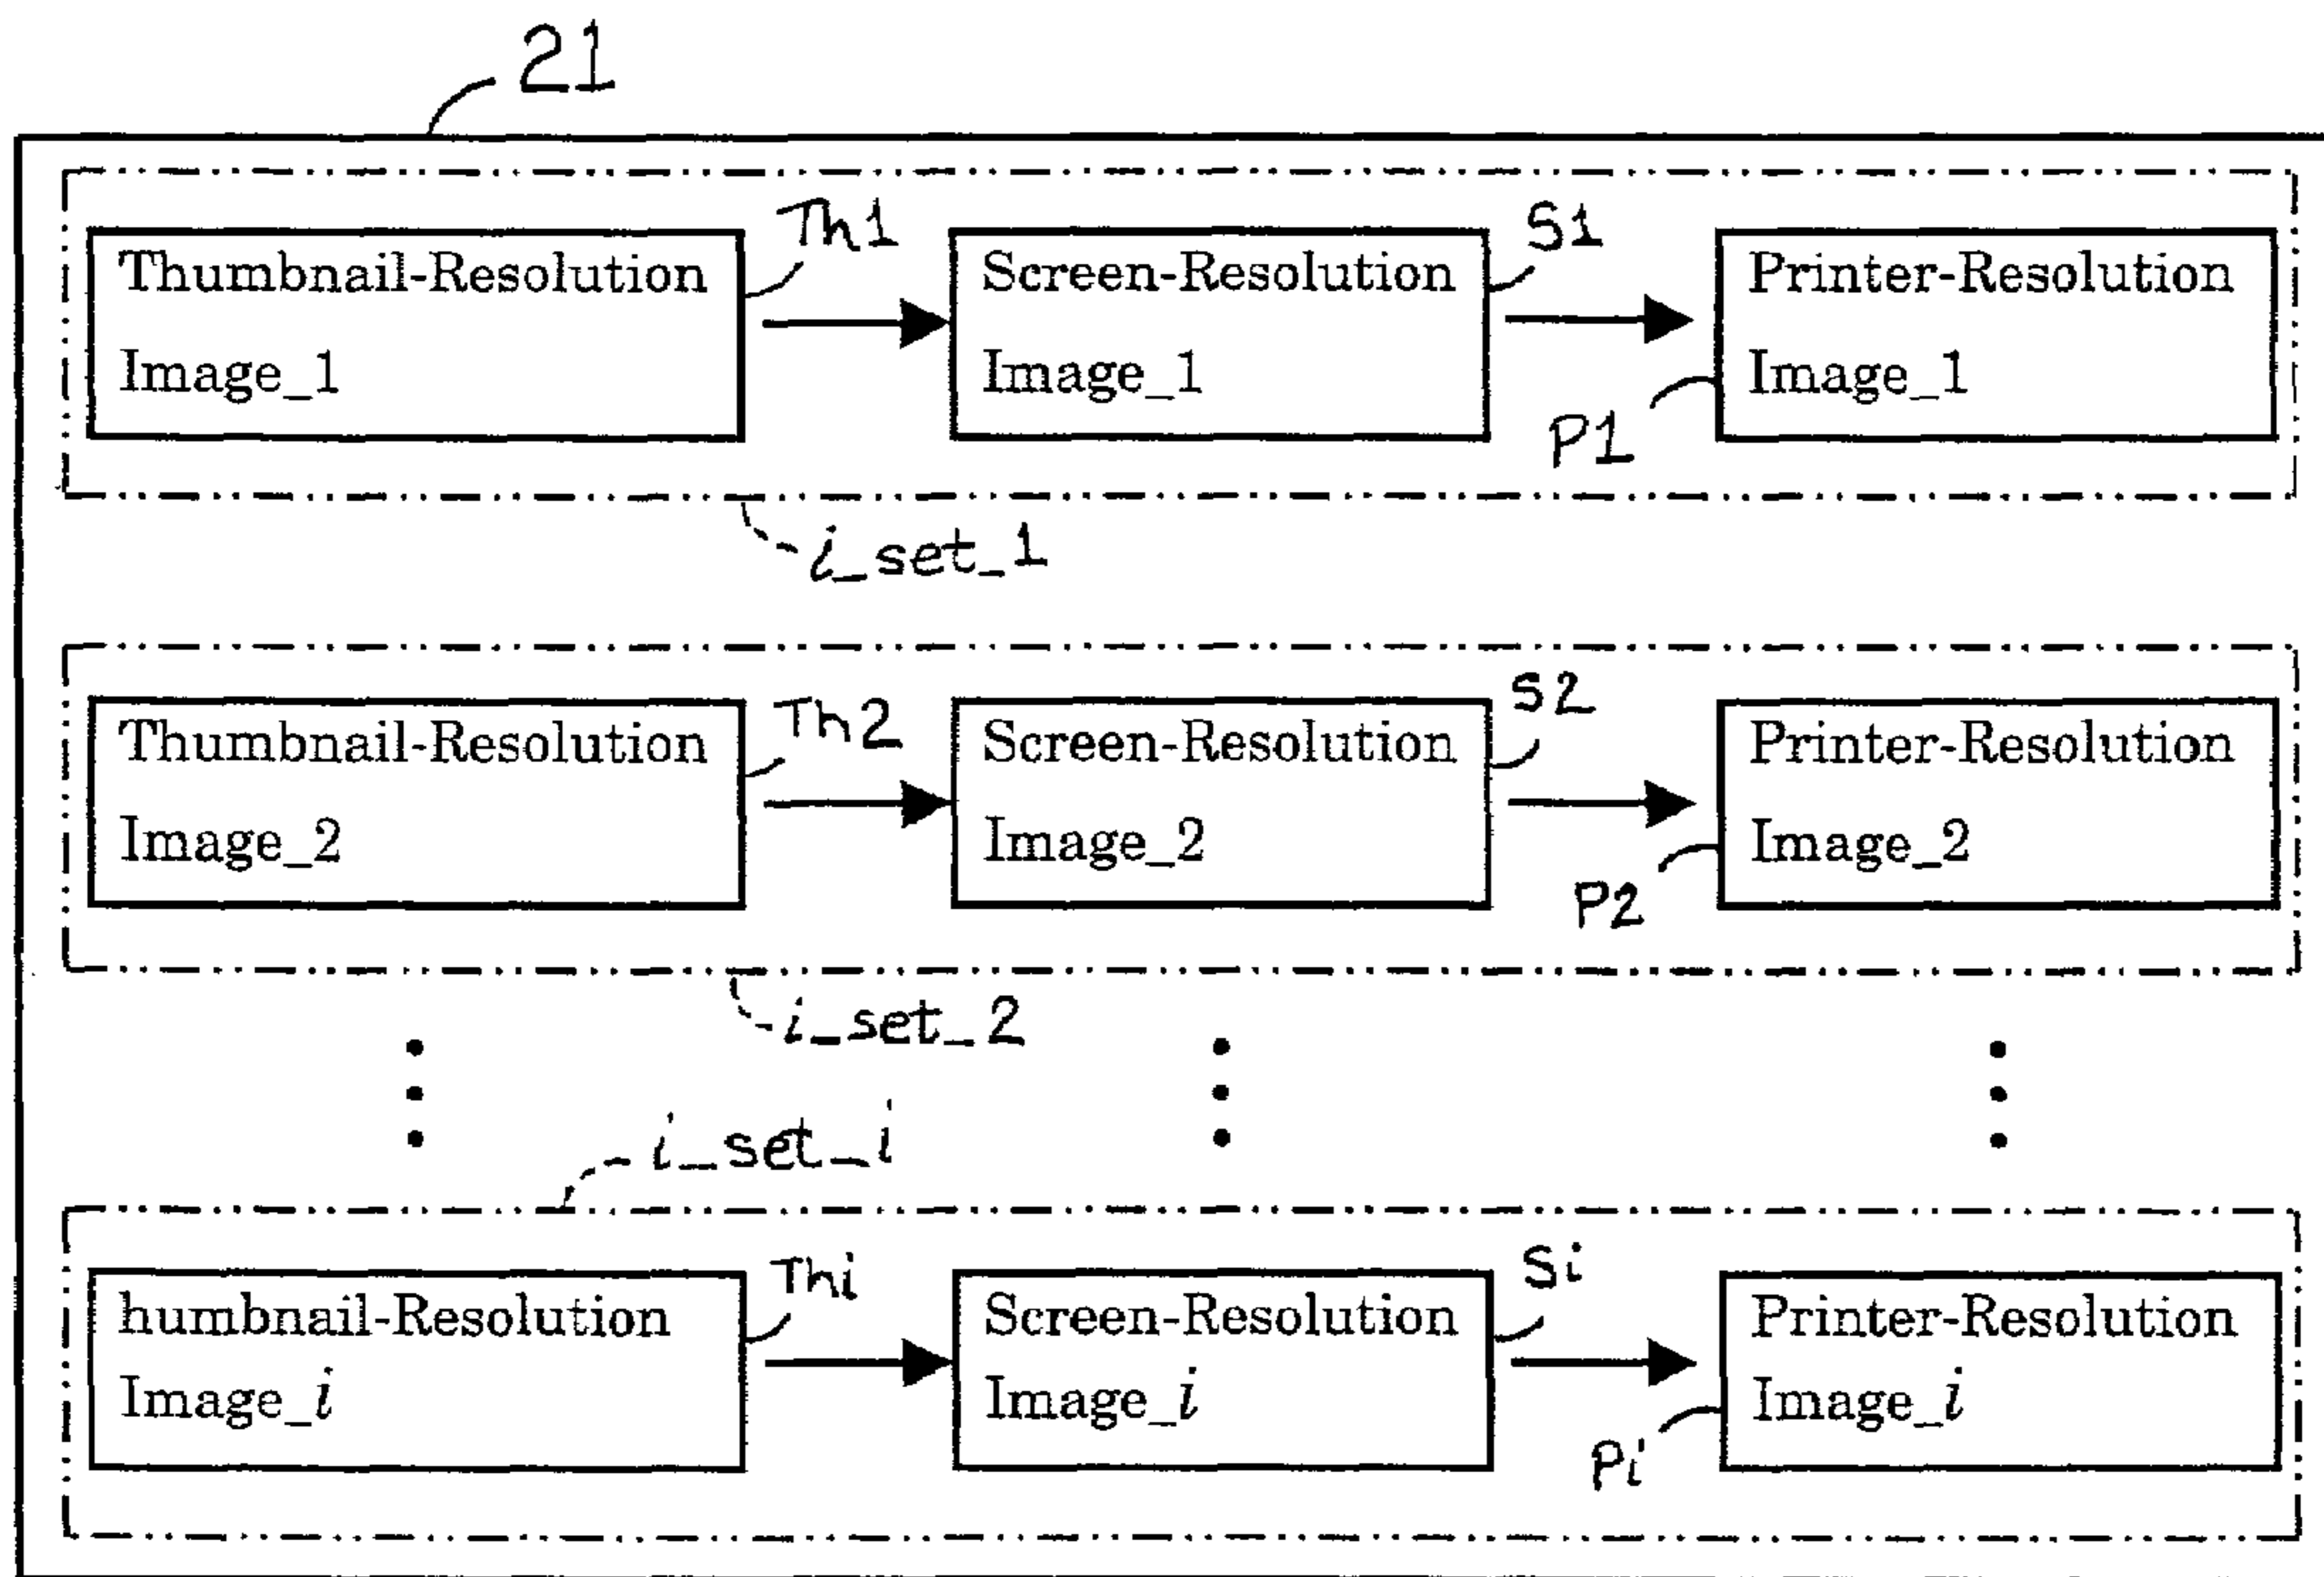 21
Th1
S1
Thumbnail-Resolution
Image_1
Screen-Resolution
Image_1
Printer-Resolution
Image_1
P1
i_set_1
Th2
S2
Thumbnail-Resolution
Image_2
Screen-Resolution
Image_2
Printer-Resolution
Image_2
P2
i_set_2
i_set_i
Thi
Si
humbnail-Resolution
Image_i
Screen-Resolution
Image_i
Printer-Resolution
Image_i
Pi